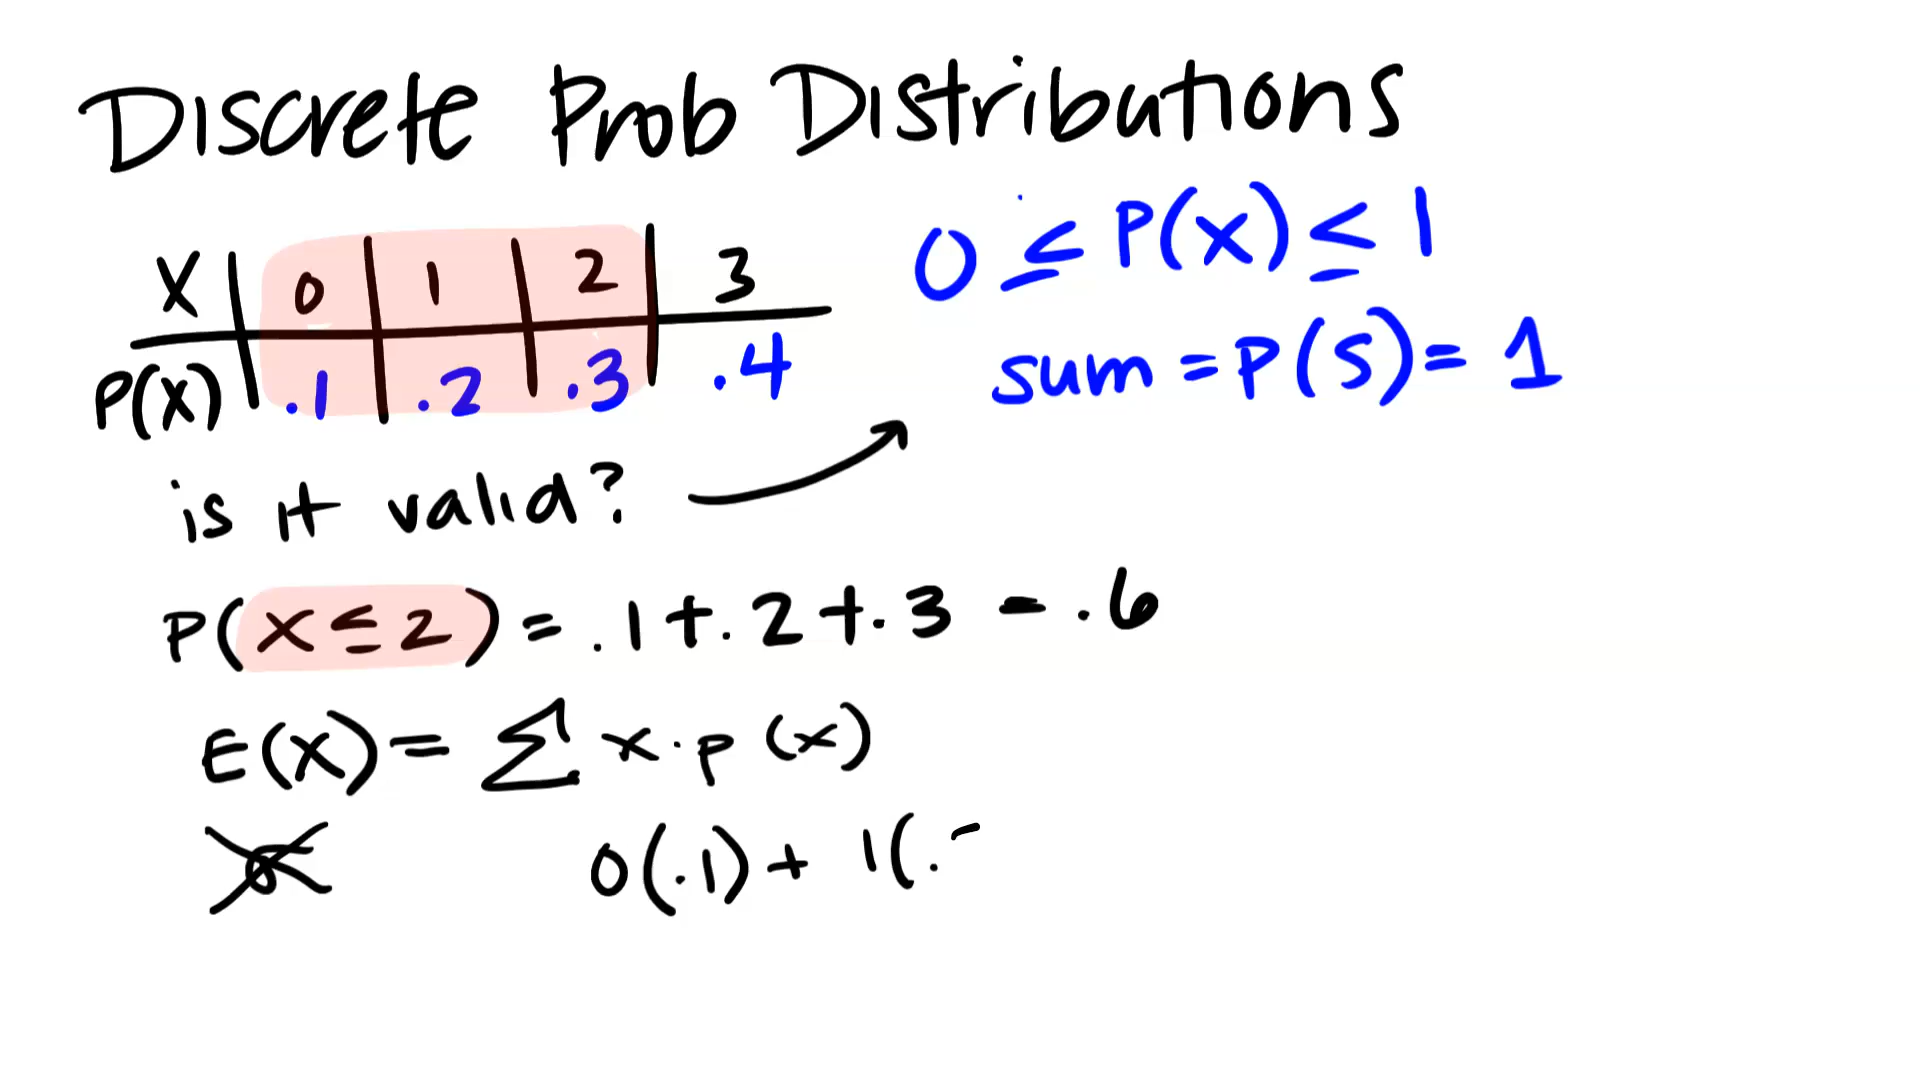 Discrete Prob Distributions
0 ≤ P(x) ≤ 1
X | 0 | 1 | 2 | 3
P(X) | .1 | .2 | .3 | .4
sum = P(S) = 1
is it valid?
P(X ≤ 2) = .1 + .2 + .3 = .6
E(X) = ∑ x · p(x)
0(.1) + 1(.